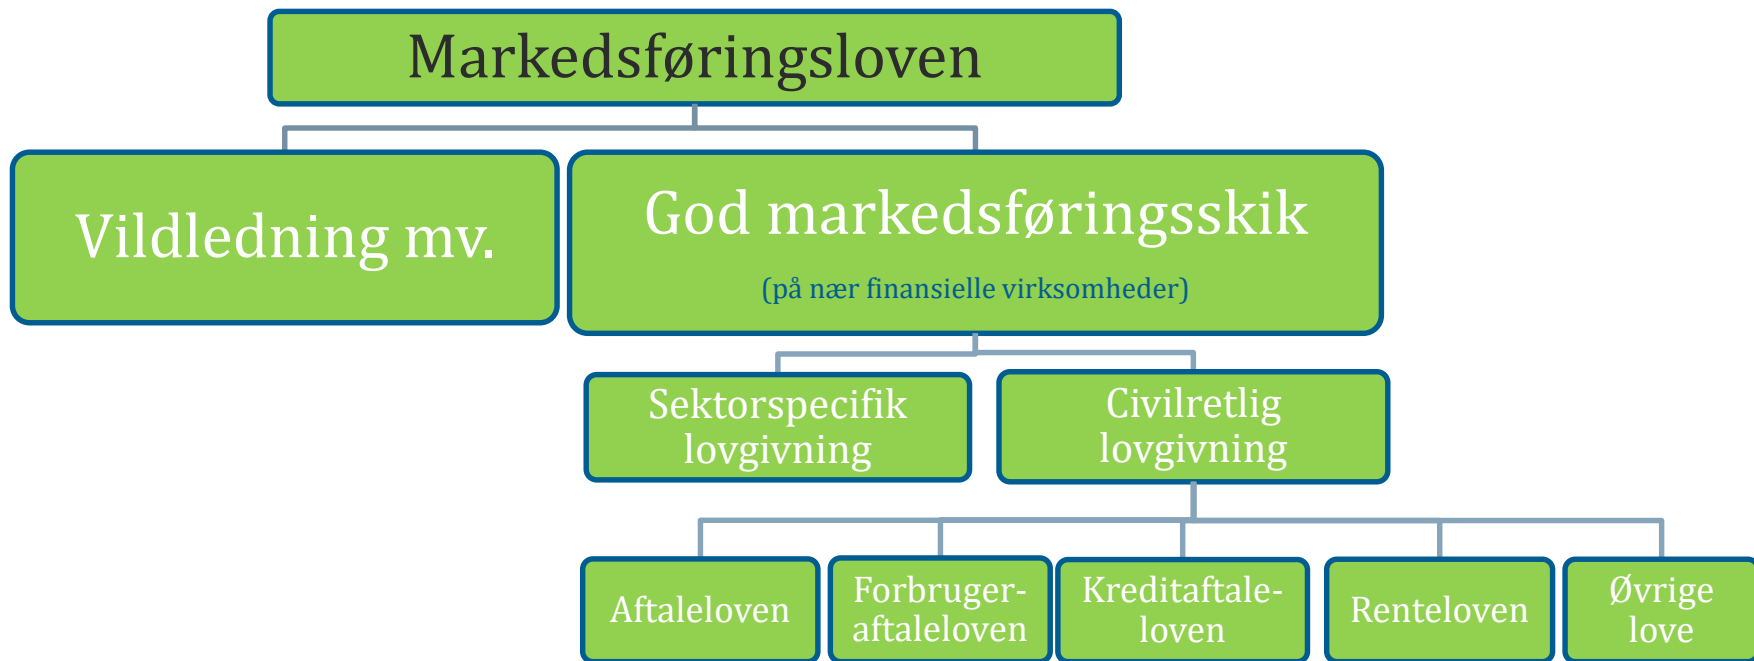 Markedsføringsloven
Vildledning mv.
God markedsføringsskik
(på nær finansielle virksomheder)
Sektorspecifik
lovgivning
Civilretlig
lovgivning
Aftaleloven
Forbruger-
aftaleloven
Kreditaftale-
loven
Renteloven
Øvrige
love